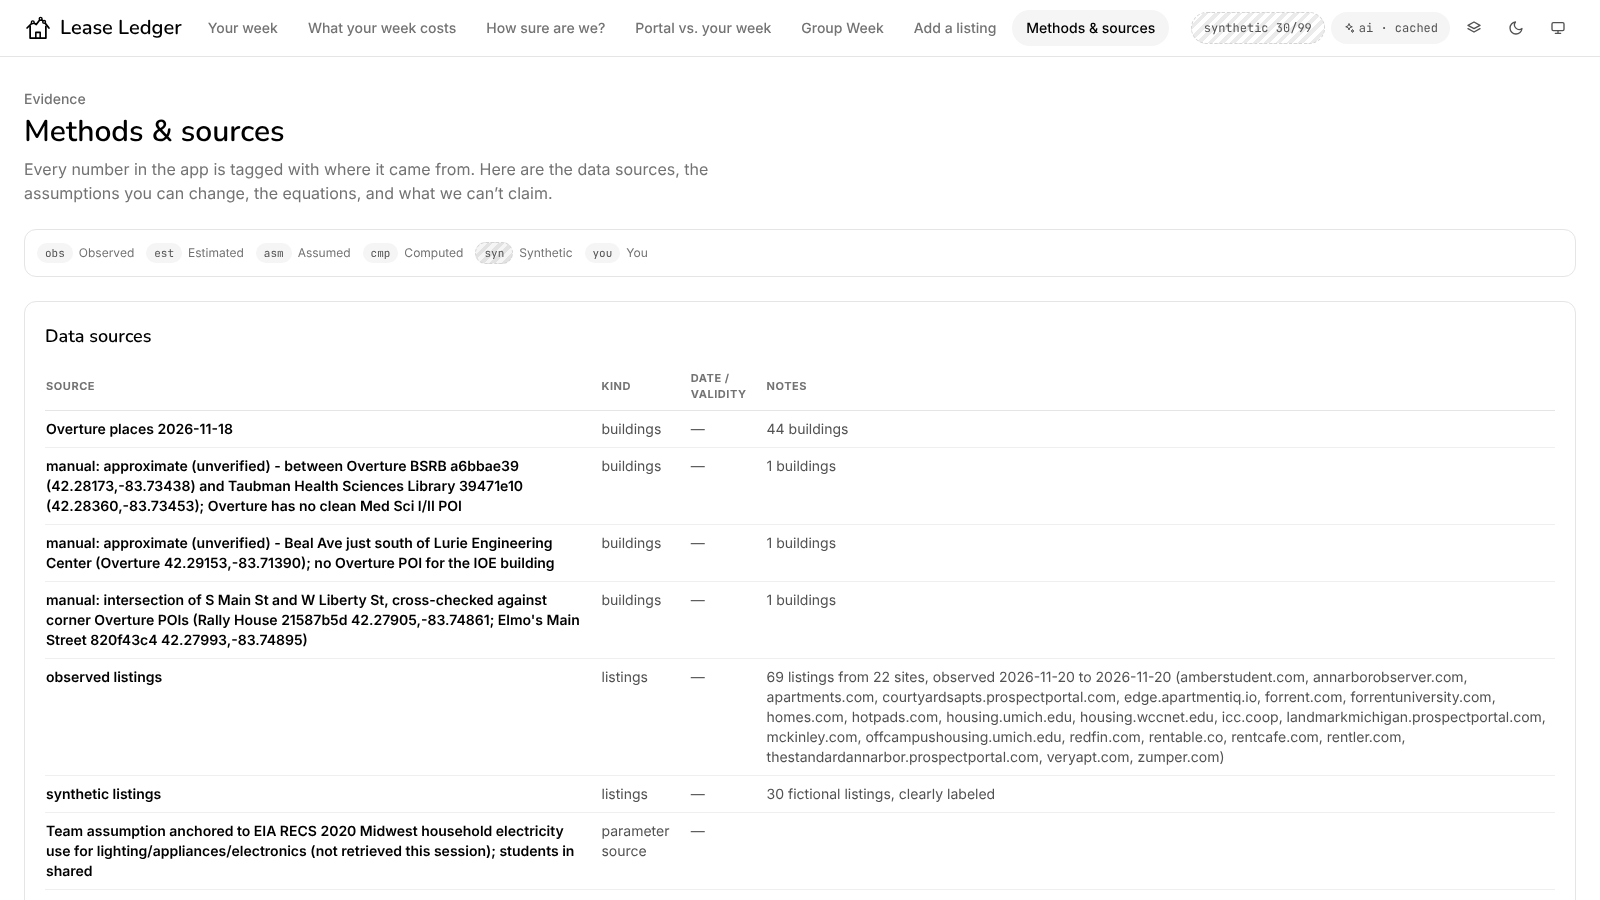 Lease Ledger
Your week
What your week costs
How sure are we?
Portal vs. your week
Group Week
Add a listing
Methods & sources
synthetic 30/99
ai · cached
Evidence
Methods & sources
Every number in the app is tagged with where it came from. Here are the data sources, the
assumptions you can change, the equations, and what we can’t claim.
obs Observed est Estimated asm Assumed cmp Computed syn Synthetic you You
Data sources
SOURCE KIND DATE / VALIDITY NOTES
Overture places 2026-11-18 buildings — 44 buildings
manual: approximate (unverified) - between Overture BSRB a6bbae39 buildings — 1 buildings
(42.28173,-83.73438) and Taubman Health Sciences Library 39471e10
(42.28360,-83.73453); Overture has no clean Med Sci I/II POI
manual: approximate (unverified) - Beal Ave just south of Lurie Engineering buildings — 1 buildings
Center (Overture 42.29153,-83.71390); no Overture POI for the IOE building
manual: intersection of S Main St and W Liberty St, cross-checked against buildings — 1 buildings
corner Overture POIs (Rally House 21587b5d 42.27905,-83.74861; Elmo's Main
Street 820f43c4 42.27993,-83.74895)
observed listings listings — 69 listings from 22 sites, observed 2026-11-20 to 2026-11-20 (amberstudent.com, annarborobserver.com,
apartments.com, courtyardsapts.prospectportal.com, edge.apartmentiq.io, forrent.com, forrentuniversity.com,
homes.com, hotpads.com, housing.umich.edu, housing.wccnet.edu, icc.coop, landmarkmichigan.prospectportal.com,
mckinley.com, offcampushousing.umich.edu, redfin.com, rentable.co, rentcafe.com, rentler.com,
thestandardannarbor.prospectportal.com, veryapt.com, zumper.com)
synthetic listings listings — 30 fictional listings, clearly labeled
Team assumption anchored to EIA RECS 2020 Midwest household electricity parameter —
use for lighting/appliances/electronics (not retrieved this session); students in source
shared